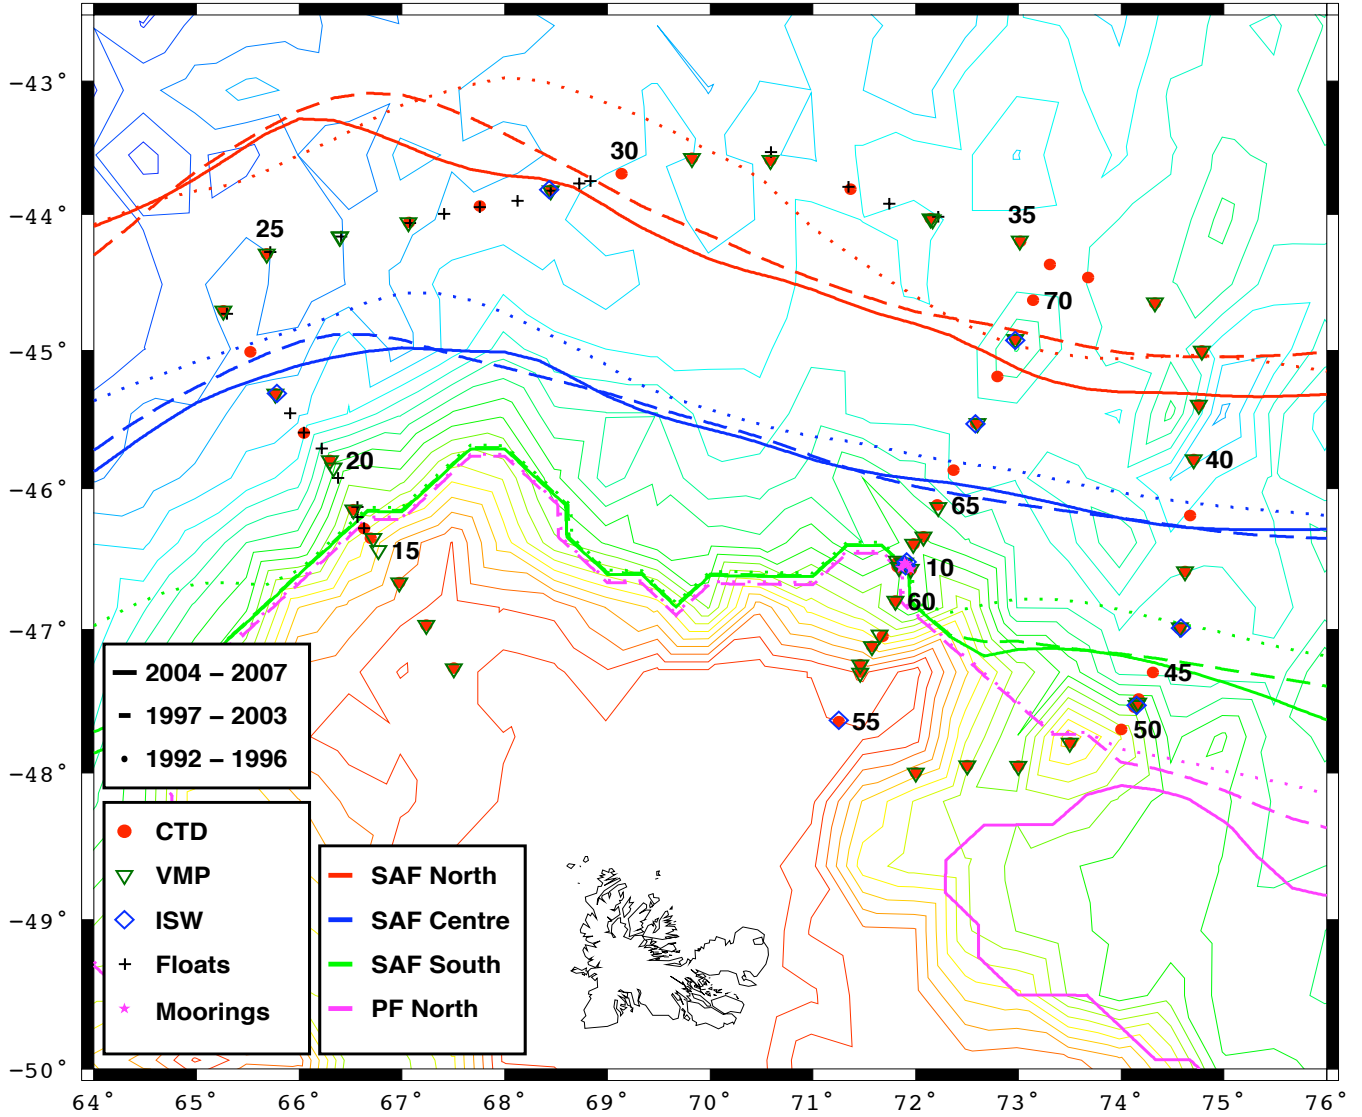 −43°
−44°
−45°
−46°
−47°
−48°
−49°
−50°
64° 65° 66° 67° 68° 69° 70° 71° 72° 73° 74° 75° 76°
30
25
35
70
20
40
65
15
10
60
45
55
50
2004 − 2007
1997 − 2003
1992 − 1996
CTD
VMP
ISW
Floats
Moorings
SAF North
SAF Centre
SAF South
PF North